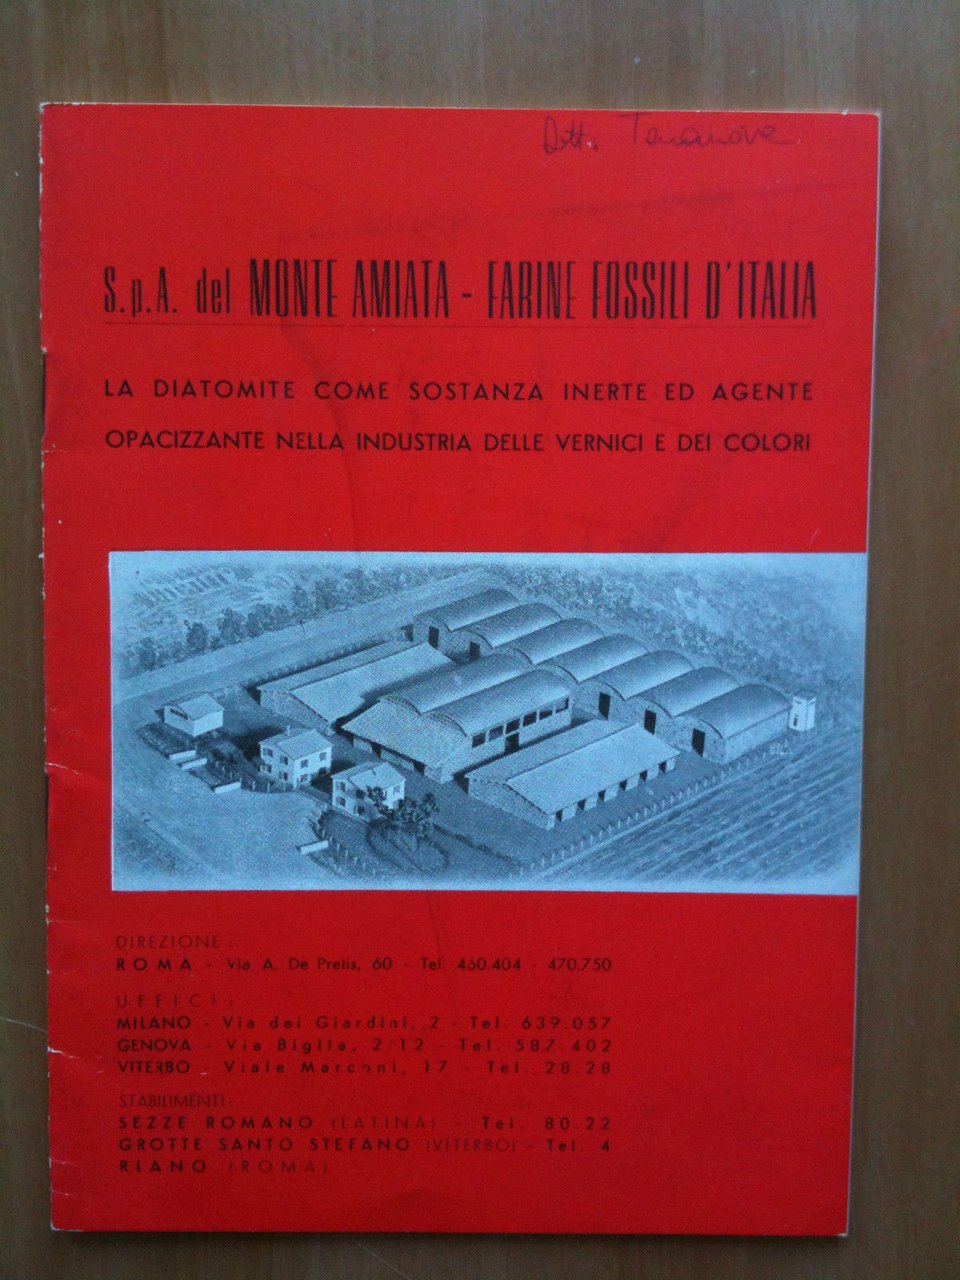 Dott.
S.p.A. del MONTE AMIATA - FARINE FOSSILI D'ITALIA
LA DIATOMITE COME SOSTANZA INERTE ED AGENTE
OPACIZZANTE NELLA INDUSTRIA DELLE VERNICI E DEI COLORI
DIREZIONE:
ROMA - Via A. De Pretis, 60 - Tel. 450.404 - 470.750
UFFICI:
MILANO - Via dei Giardini, 2 - Tel. 639.057
GENOVA - Via Biglia, 2/12 - Tel. 587.402
VITERBO - Viale Marconi, 17 - Tel. 28.28
STABILIMENTI:
SEZZE ROMANO (LATINA) - Tel. 80.22
GROTTE SANTO STEFANO (VITERBO) - Tel. 4
RIANO (ROMA)